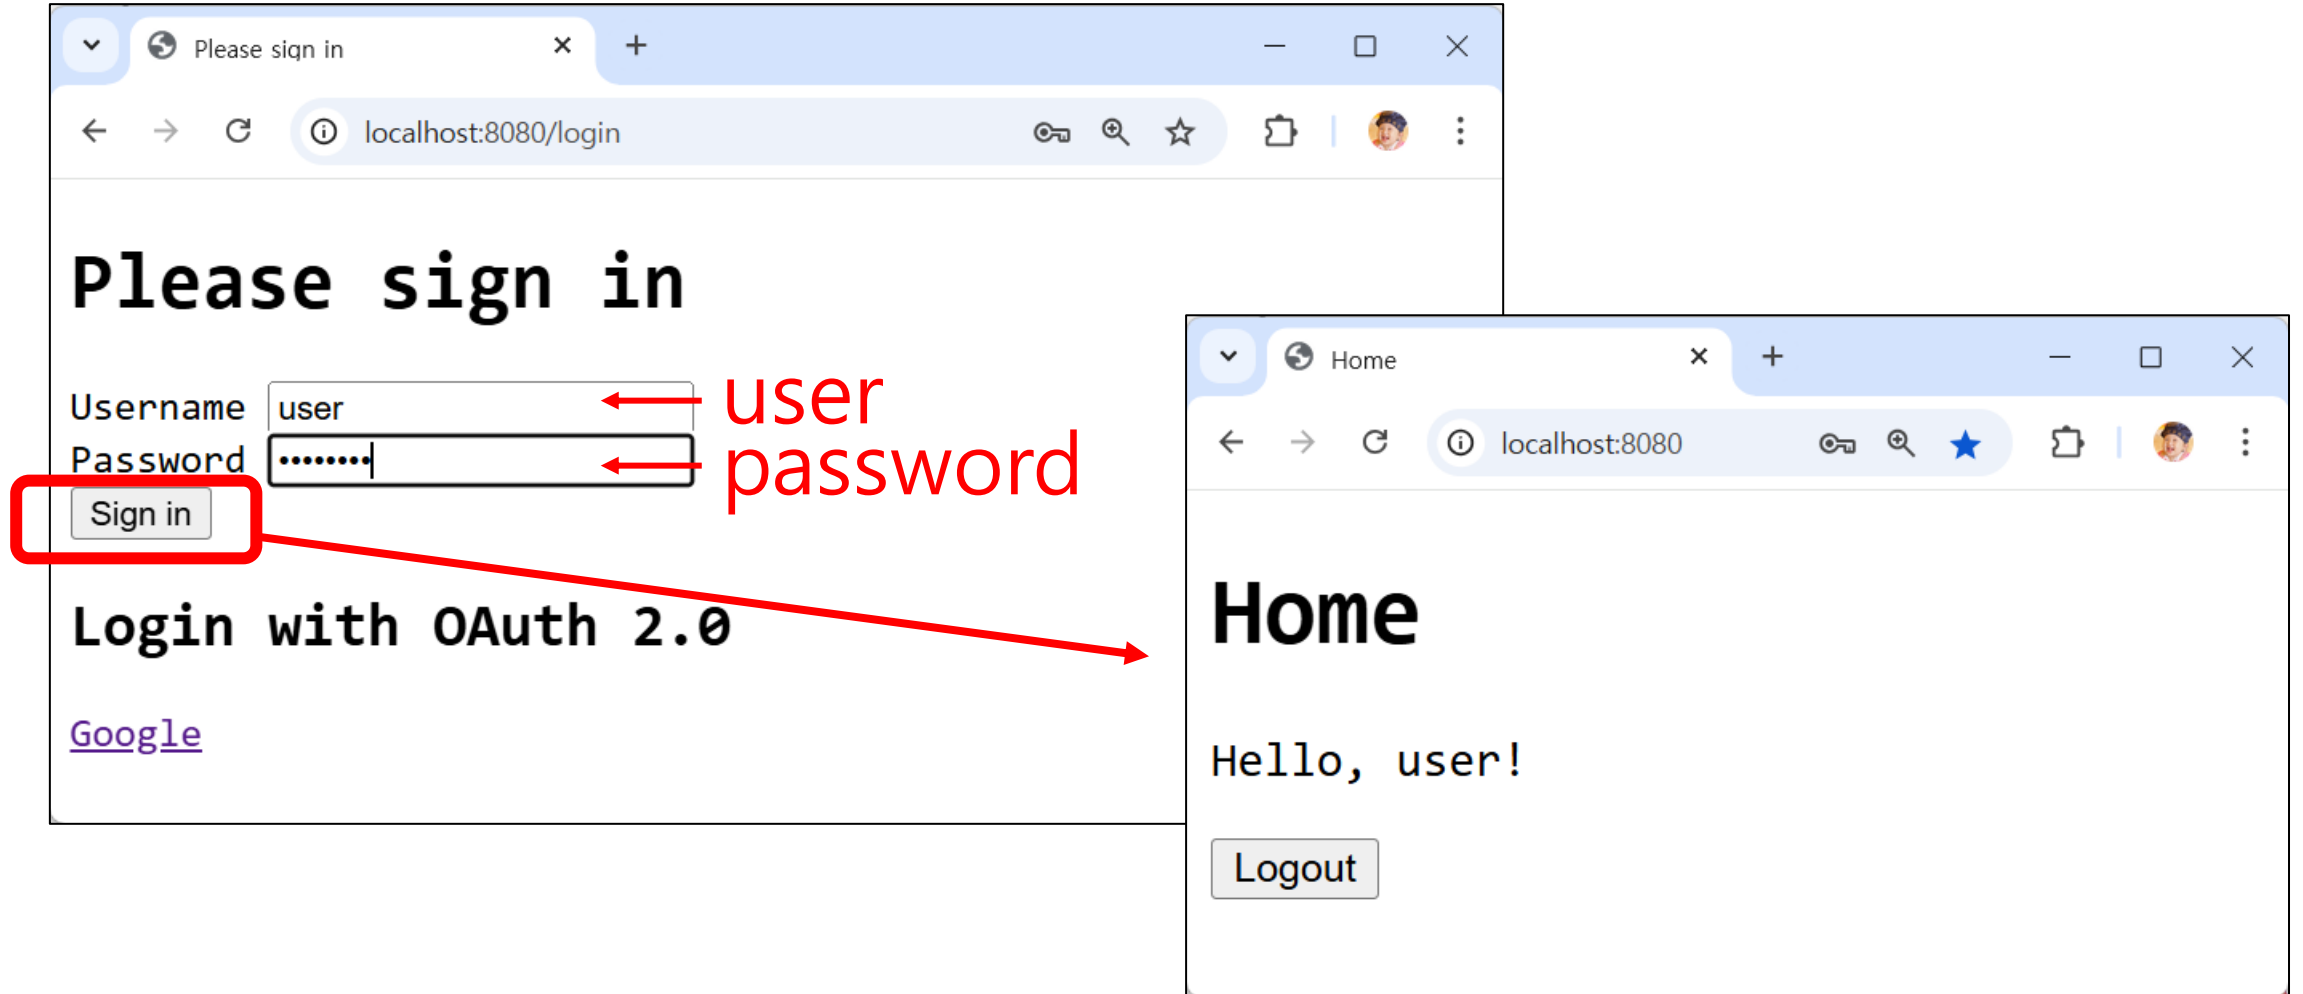 Please sign in
localhost:8080/login
Please sign in
Username user
user
Password ••••••••
password
Sign in
Login with OAuth 2.0
Google
Home
localhost:8080
Home
Hello, user!
Logout